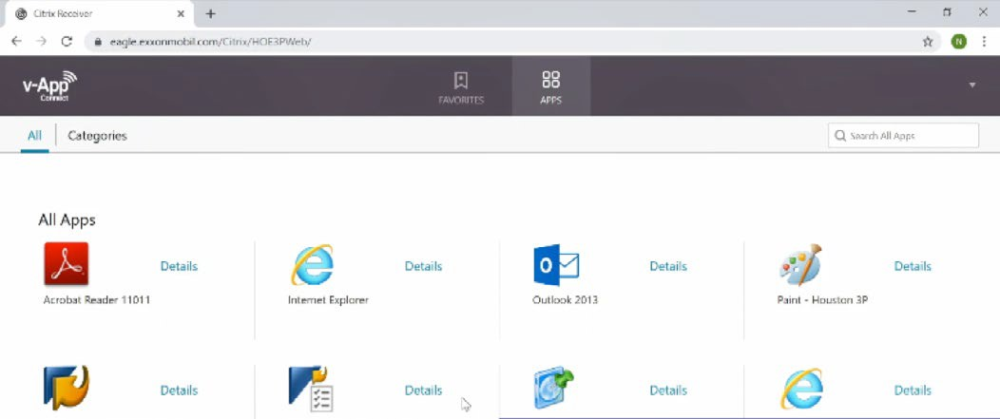 Citrix Receiver
eagle.exxonmobil.com/Citrix/HOE3PWeb/
N
v-App
Connect
FAVORITES
APPS
All
Categories
Search All Apps
All Apps
Details
Details
Details
Details
Acrobat Reader 11011
Internet Explorer
O
Outlook 2013
Paint - Houston 3P
Details
Details
Details
Details